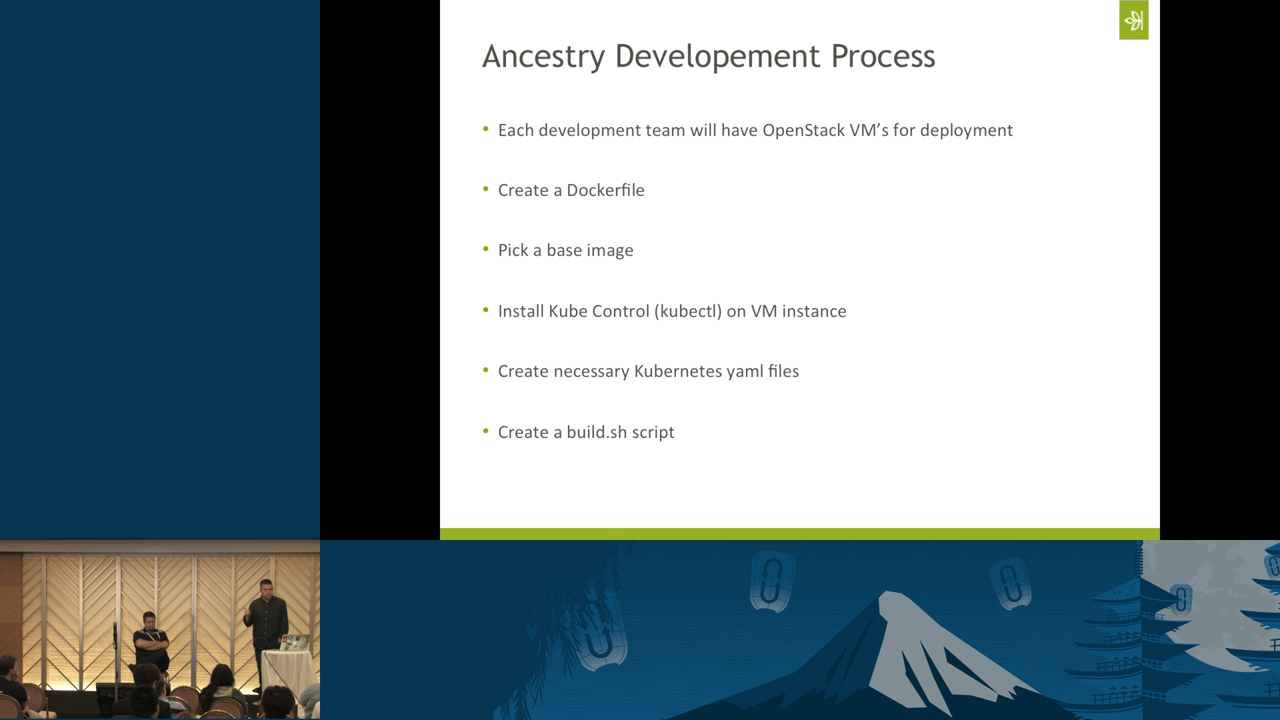 Ancestry Developement Process
• Each development team will have OpenStack VM’s for deployment
• Create a Dockerfile
• Pick a base image
• Install Kube Control (kubectl) on VM instance
• Create necessary Kubernetes yaml files
• Create a build.sh script